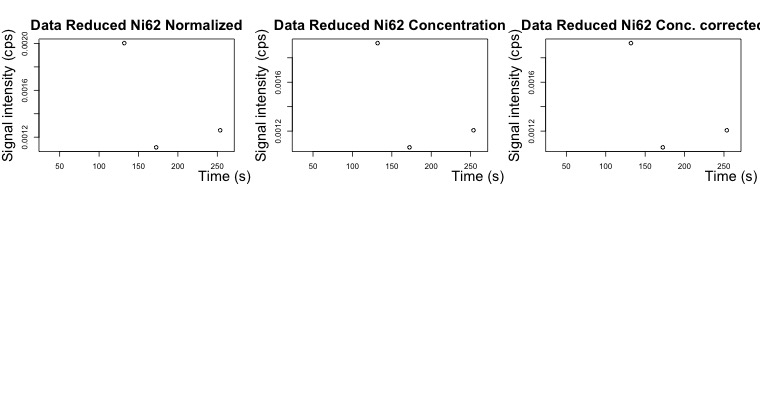 Data Reduced Ni62 Normalized
Signal intensity (cps)
0.0020
0.0016
0.0012
50 100 150 200 250
Time (s)
Data Reduced Ni62 Concentration
Signal intensity (cps)
0.0016
0.0012
50 100 150 200 250
Time (s)
Data Reduced Ni62 Conc. corrected
Signal intensity (cps)
0.0016
0.0012
50 100 150 200 250
Time (s)